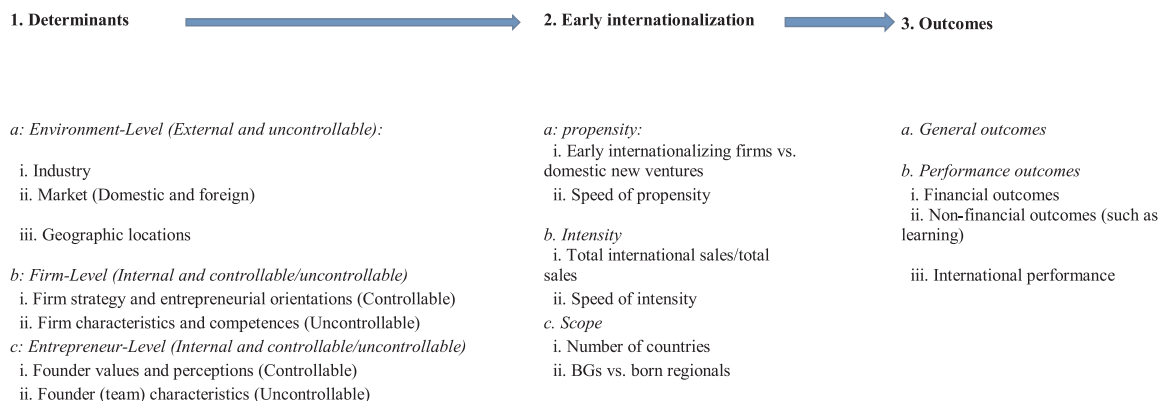 1. Determinants
a: Environment-Level (External and uncontrollable):
i. Industry
ii. Market (Domestic and foreign)
iii. Geographic locations
b: Firm-Level (Internal and controllable/uncontrollable)
i. Firm strategy and entrepreneurial orientations (Controllable)
ii. Firm characteristics and competences (Uncontrollable)
c: Entrepreneur-Level (Internal and controllable/uncontrollable)
i. Founder values and perceptions (Controllable)
ii. Founder (team) characteristics (Uncontrollable)
2. Early internationalization
a: propensity:
i. Early internationalizing firms vs.
domestic new ventures
ii. Speed of propensity
b. Intensity
i. Total international sales/total
sales
ii. Speed of intensity
c. Scope
i. Number of countries
ii. BGs vs. born regionals
3. Outcomes
a. General outcomes
b. Performance outcomes
i. Financial outcomes
ii. Non-financial outcomes (such as
learning)
iii. International performance